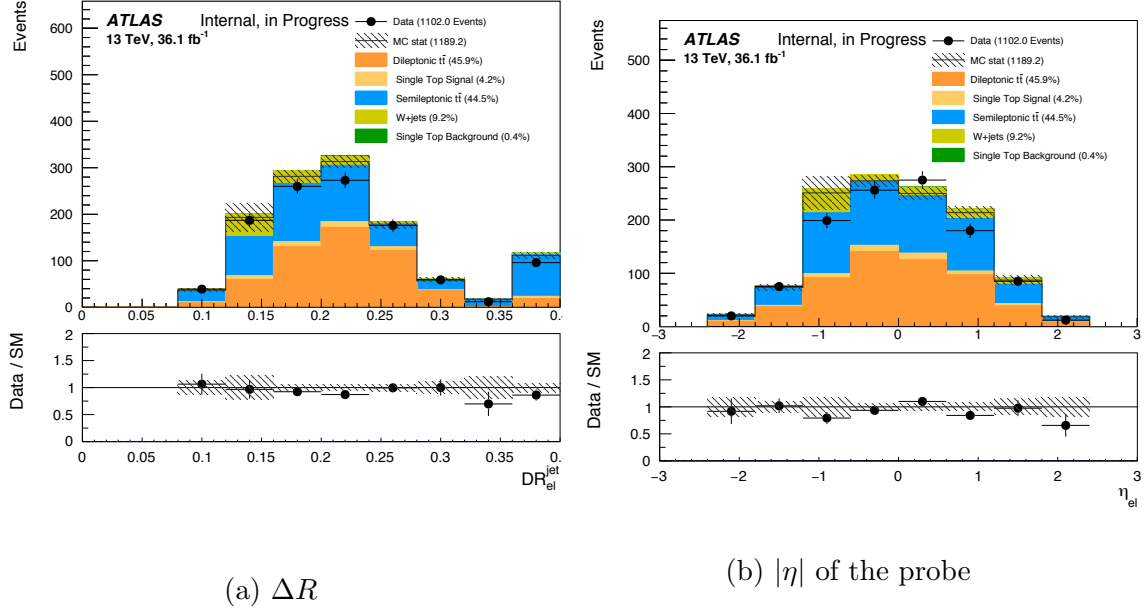 Events
600
500
400
300
200
100
0
ATLAS Internal, in Progress
13 TeV, 36.1 fb⁻¹
Data (1102.0 Events)
MC stat (1189.2)
Dileptonic tt̄ (45.9%)
Single Top Signal (4.2%)
Semileptonic tt̄ (44.5%)
W+jets (9.2%)
Single Top Background (0.4%)
0 0.05 0.1 0.15 0.2 0.25 0.3 0.35 0.
Data / SM
2
1.5
1
0.5
0
0 0.05 0.1 0.15 0.2 0.25 0.3 0.35 0.
DR_el^jet
(a) ΔR
Events
500
400
300
200
100
0
ATLAS Internal, in Progress
13 TeV, 36.1 fb⁻¹
Data (1102.0 Events)
MC stat (1189.2)
Dileptonic tt̄ (45.9%)
Single Top Signal (4.2%)
Semileptonic tt̄ (44.5%)
W+jets (9.2%)
Single Top Background (0.4%)
−3 −2 −1 0 1 2 3
Data / SM
2
1.5
1
0.5
0
−3 −2 −1 0 1 2 3
η_el
(b) |η| of the probe